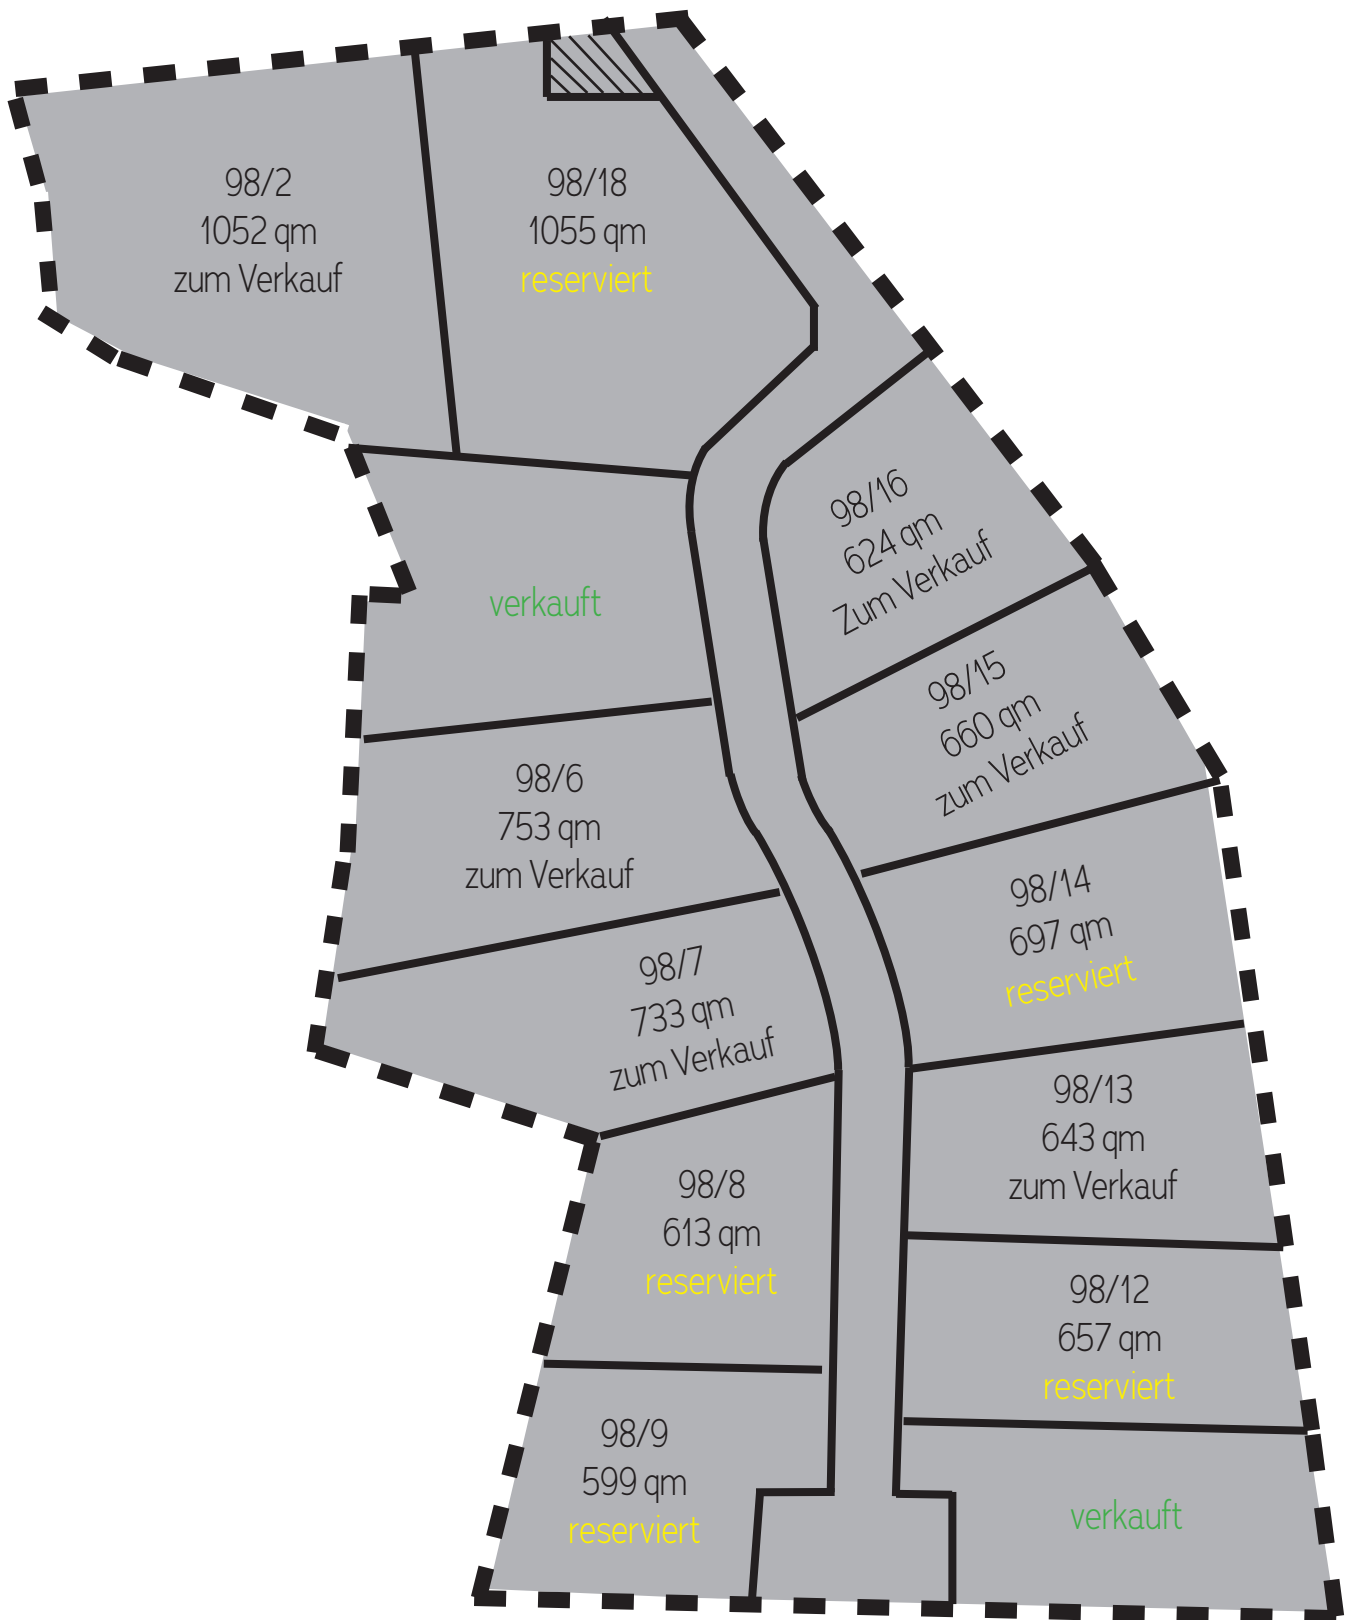 98/2
1052 qm
zum Verkauf
98/18
1055 qm
reserviert
98/16
624 qm
Zum Verkauf
verkauft
98/15
660 qm
zum Verkauf
98/6
753 qm
zum Verkauf
98/14
697 qm
reserviert
98/7
733 qm
zum Verkauf
98/13
643 qm
zum Verkauf
98/8
613 qm
reserviert
98/12
657 qm
reserviert
98/9
599 qm
reserviert
verkauft